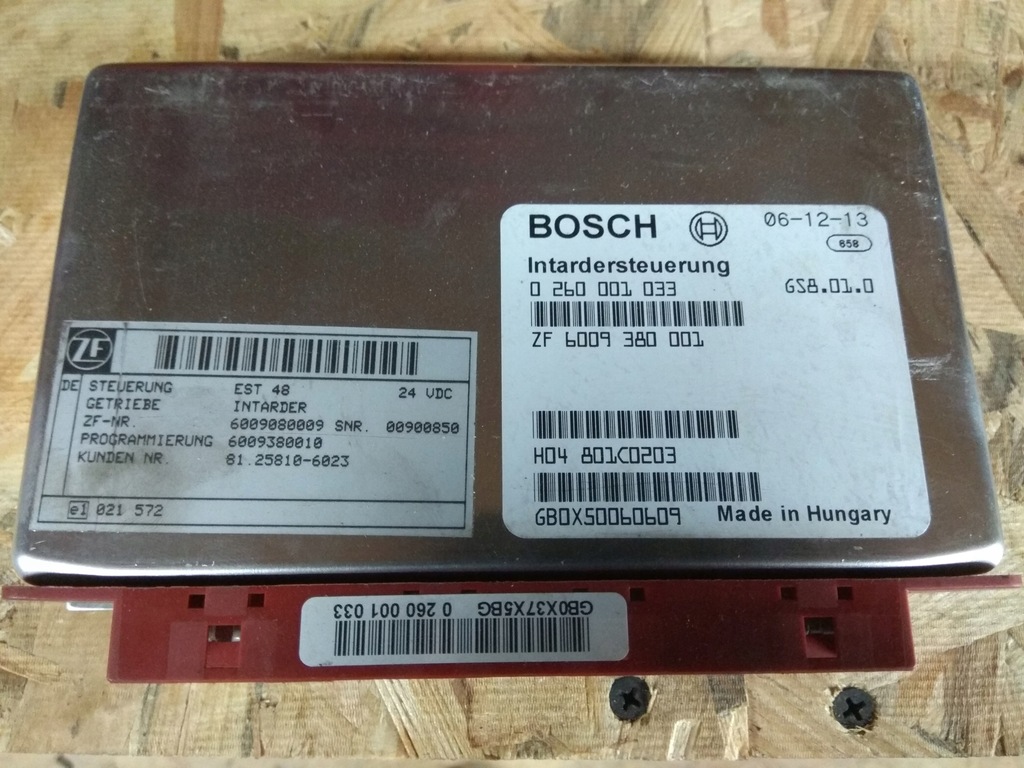 BOSCH
06-12-13
658
Intardersteuerung
0 260 001 033
GS8.01.0
ZF 6009 380 001
H04 801C0203
GB0X50060609
Made in Hungary
ZF
DE STEUERUNG EST 48 24 VDC
GETRIEBE INTARDER
ZF-NR. 6009080009 SNR. 00900850
PROGRAMMIERUNG 6009380010
KUNDEN NR. 81.25810-6023
e1 021 572
GB0X37X5BG 0 260 001 033